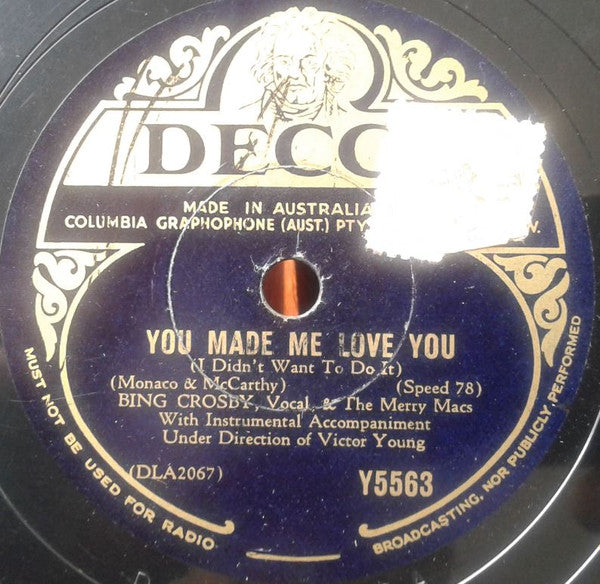 DECC
MADE IN AUSTRALIA
COLUMBIA GRAPHOPHONE (AUST.) PTY W.
YOU MADE ME LOVE YOU
(I Didn't Want To Do It)
(Monaco & McCarthy) (Speed 78)
BING CROSBY, Vocal, & The Merry Macs
With Instrumental Accompaniment
Under Direction of Victor Young
(DLA2067) Y5563
MUST NOT BE USED FOR RADIO
BROADCASTING, NOR PUBLICLY PERFORMED